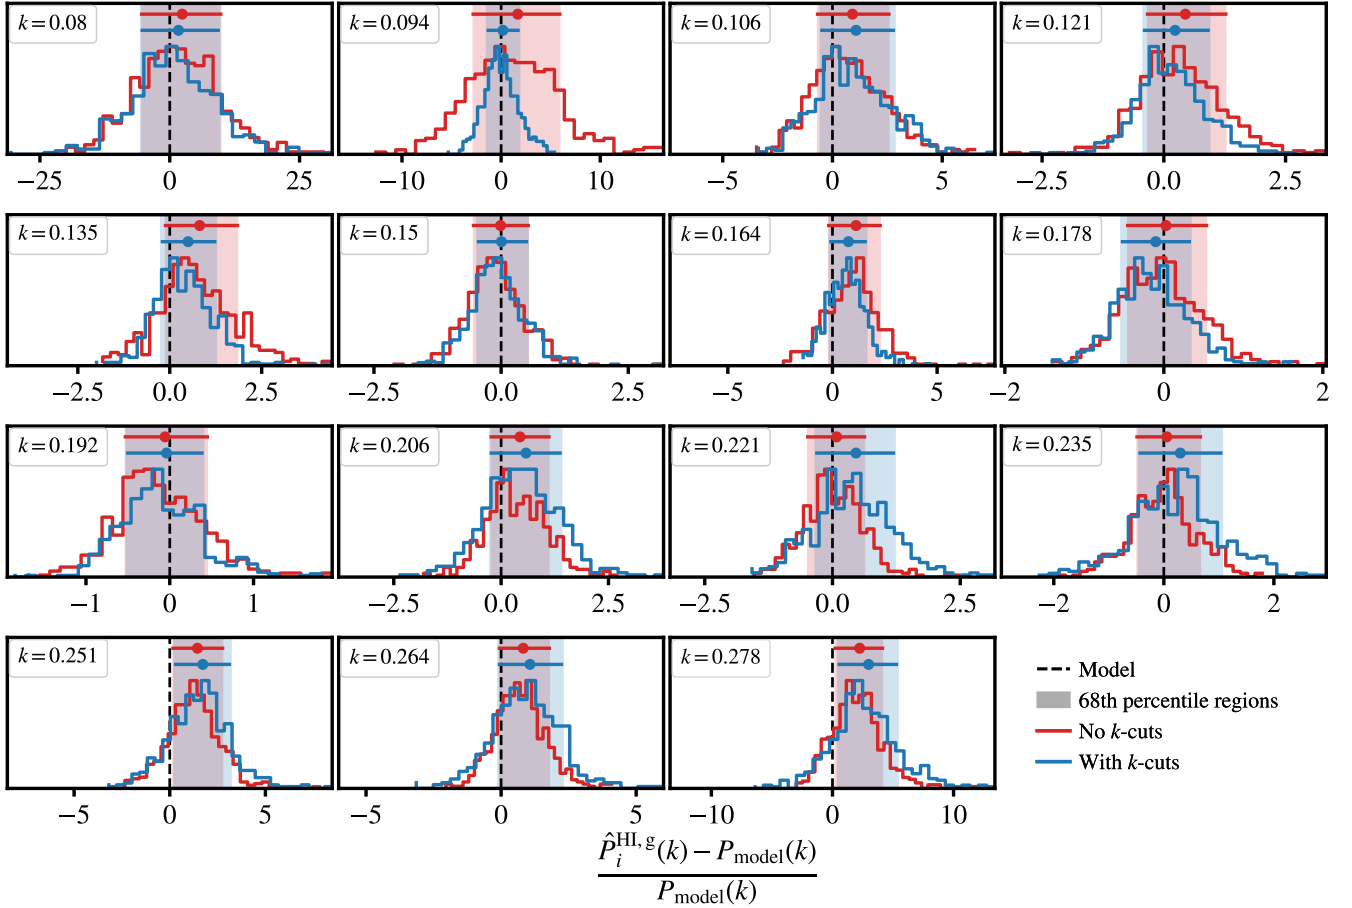 k = 0.08
k = 0.094
k = 0.106
k = 0.121
−25 0 25
−10 0 10
−5 0 5
−2.5 0.0 2.5
k = 0.135
k = 0.15
k = 0.164
k = 0.178
−2.5 0.0 2.5
−2.5 0.0 2.5
−5 0 5
−2 0 2
k = 0.192
k = 0.206
k = 0.221
k = 0.235
−1 0 1
−2.5 0.0 2.5
−2.5 0.0 2.5
−2 0 2
k = 0.251
k = 0.264
k = 0.278
Model
68th percentile regions
No k-cuts
With k-cuts
−5 0 5
−5 0 5
−10 0 10
P̂ᵢ^{HI, g}(k) − P_model(k)
P_model(k)